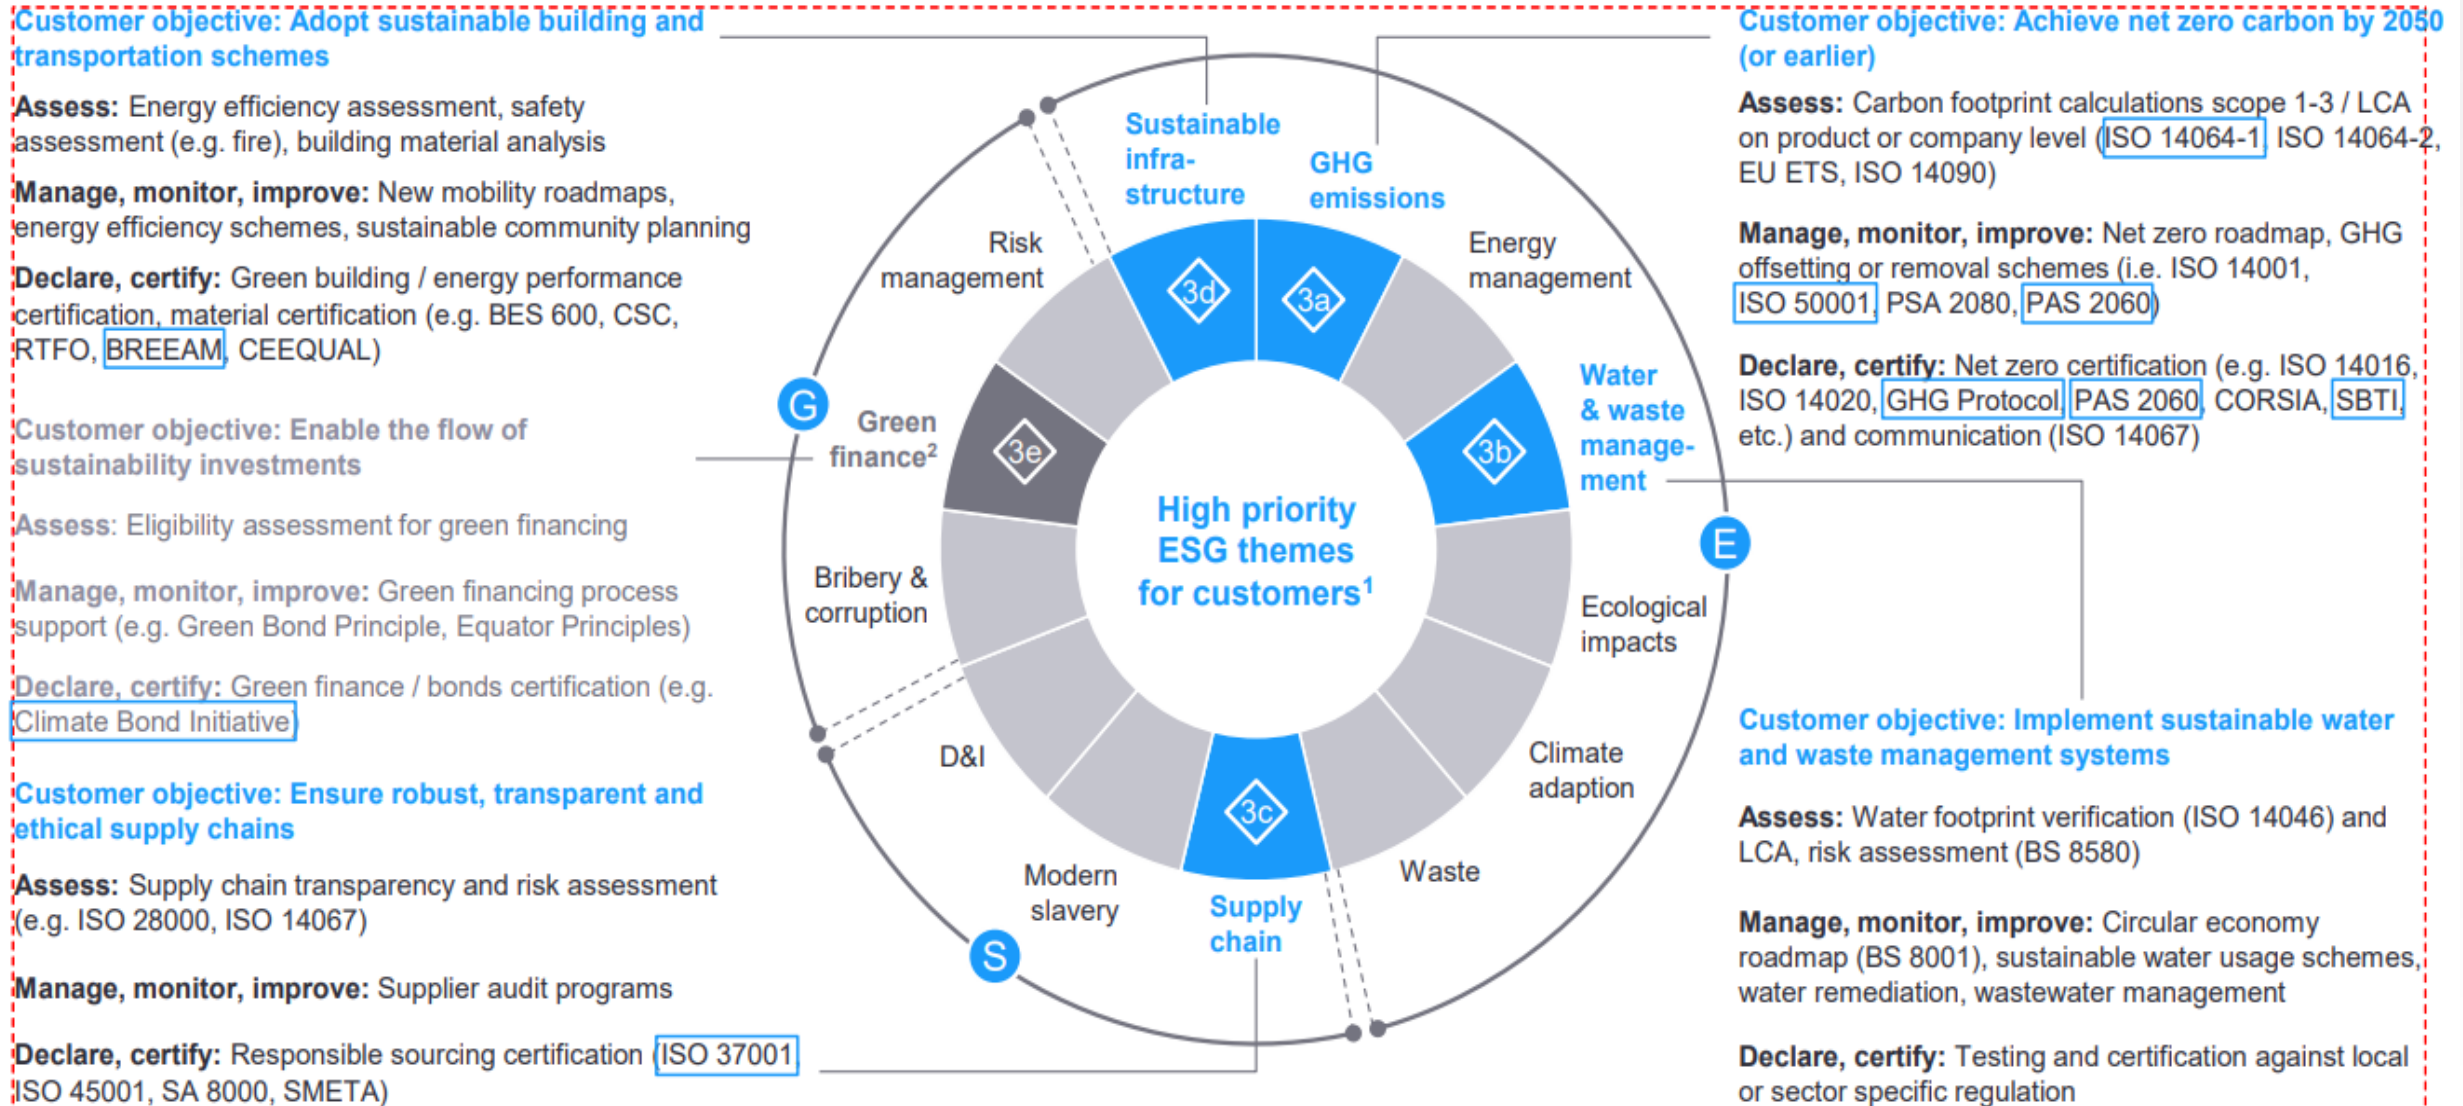 Customer objective: Adopt sustainable building and
transportation schemes
Assess: Energy efficiency assessment, safety
assessment (e.g. fire), building material analysis
Manage, monitor, improve: New mobility roadmaps,
energy efficiency schemes, sustainable community planning
Declare, certify: Green building / energy performance
certification, material certification (e.g. BES 600, CSC,
RTFO, BREEAM, CEEQUAL)
Customer objective: Enable the flow of
sustainability investments
Assess: Eligibility assessment for green financing
Manage, monitor, improve: Green financing process
support (e.g. Green Bond Principle, Equator Principles)
Declare, certify: Green finance / bonds certification (e.g.
Climate Bond Initiative)
Customer objective: Ensure robust, transparent and
ethical supply chains
Assess: Supply chain transparency and risk assessment
(e.g. ISO 28000, ISO 14067)
Manage, monitor, improve: Supplier audit programs
Declare, certify: Responsible sourcing certification (ISO 37001,
ISO 45001, SA 8000, SMETA)
Sustainable
infra-
structure
GHG
emissions
Energy
management
Water
& waste
manage-
ment
Ecological
impacts
Climate
adaption
Waste
Supply
chain
Modern
slavery
D&I
Bribery &
corruption
Green
finance2
Risk
management
3d
3a
3b
3c
3e
G
E
S
High priority
ESG themes
for customers1
Customer objective: Achieve net zero carbon by 2050
(or earlier)
Assess: Carbon footprint calculations scope 1-3 / LCA
on product or company level (ISO 14064-1, ISO 14064-2,
EU ETS, ISO 14090)
Manage, monitor, improve: Net zero roadmap, GHG
offsetting or removal schemes (i.e. ISO 14001,
ISO 50001, PSA 2080, PAS 2060)
Declare, certify: Net zero certification (e.g. ISO 14016,
ISO 14020, GHG Protocol, PAS 2060, CORSIA, SBTI,
etc.) and communication (ISO 14067)
Customer objective: Implement sustainable water
and waste management systems
Assess: Water footprint verification (ISO 14046) and
LCA, risk assessment (BS 8580)
Manage, monitor, improve: Circular economy
roadmap (BS 8001), sustainable water usage schemes,
water remediation, wastewater management
Declare, certify: Testing and certification against local
or sector specific regulation